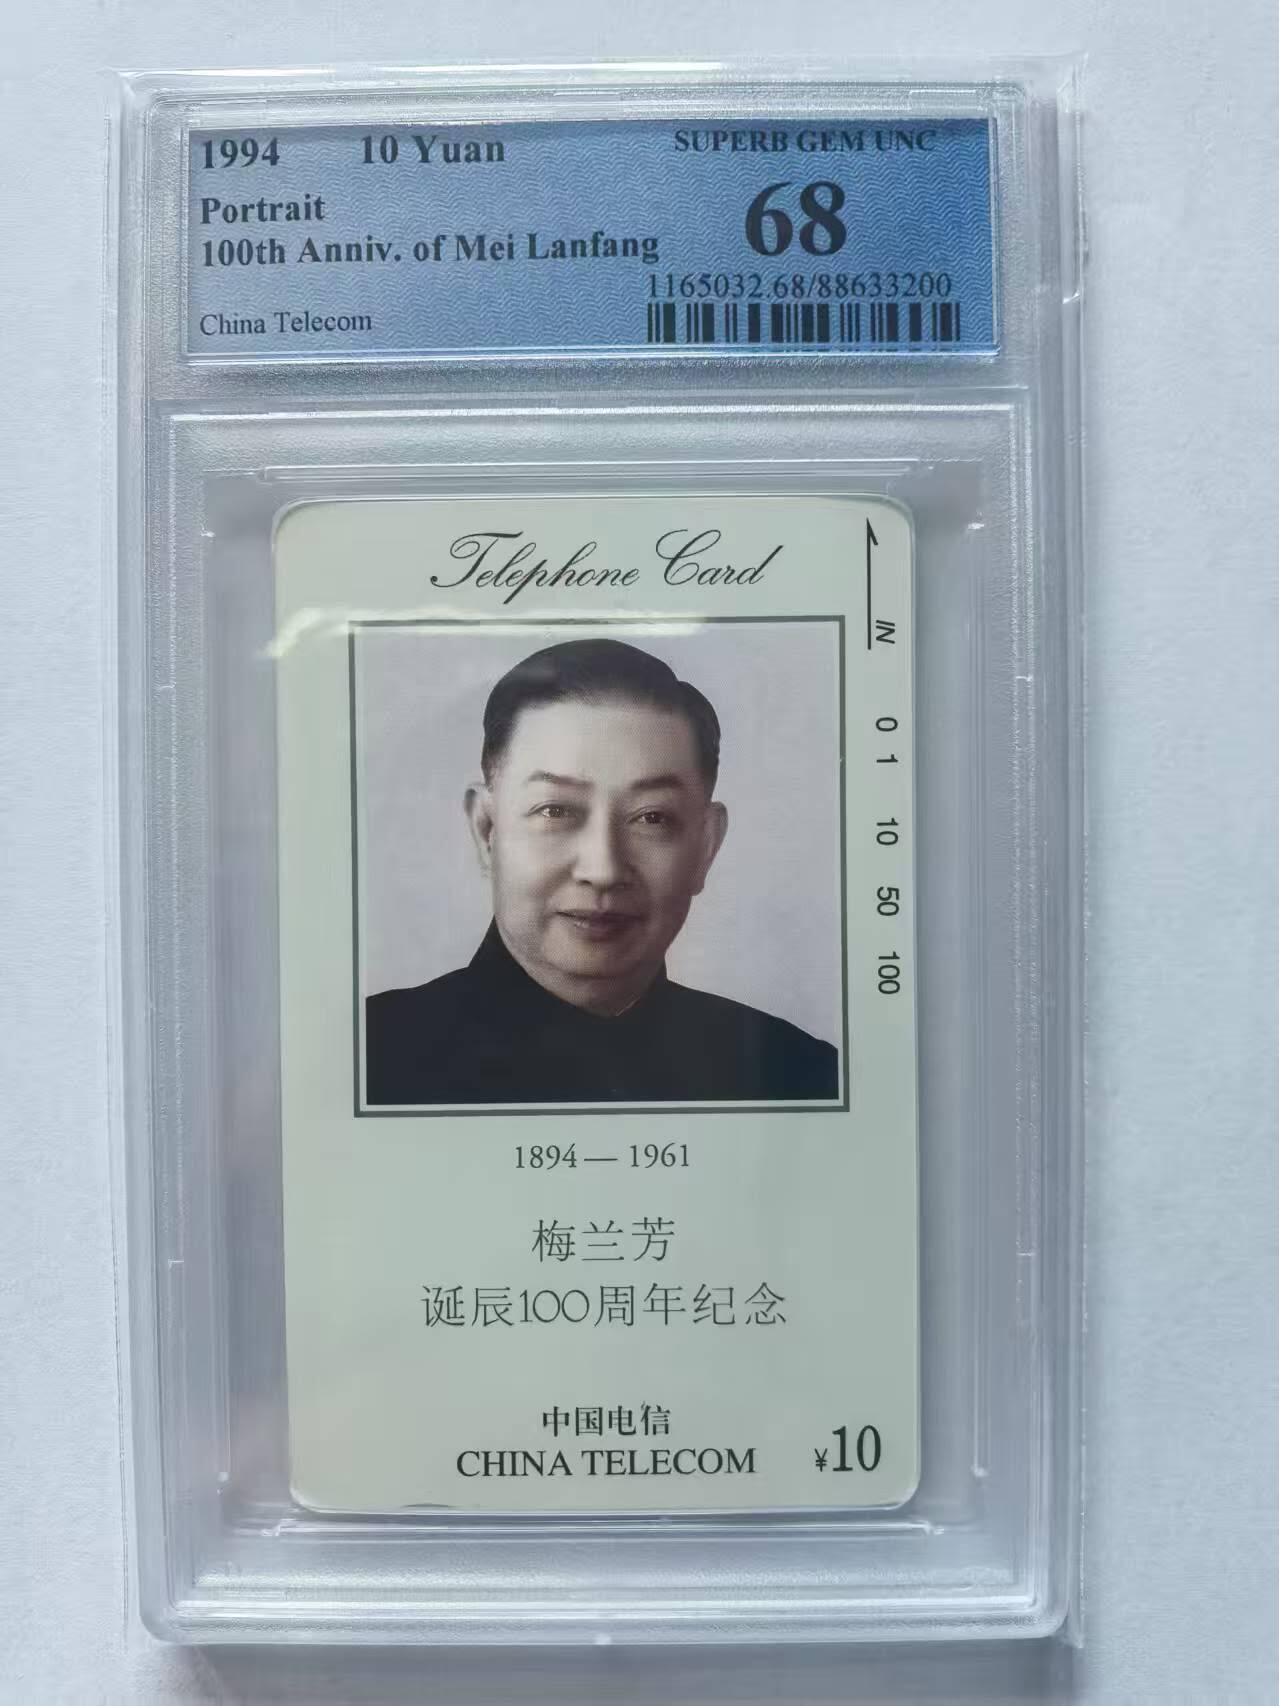 1994 10 Yuan
SUPERB GEM UNC
68
Portrait
100th Anniv. of Mei Lanfang
1165032.68/88633200
China Telecom
Telephone Card
IN
0
1
10
50
100
1894 — 1961
梅兰芳
诞辰100周年纪念
中国电信
CHINA TELECOM
¥10